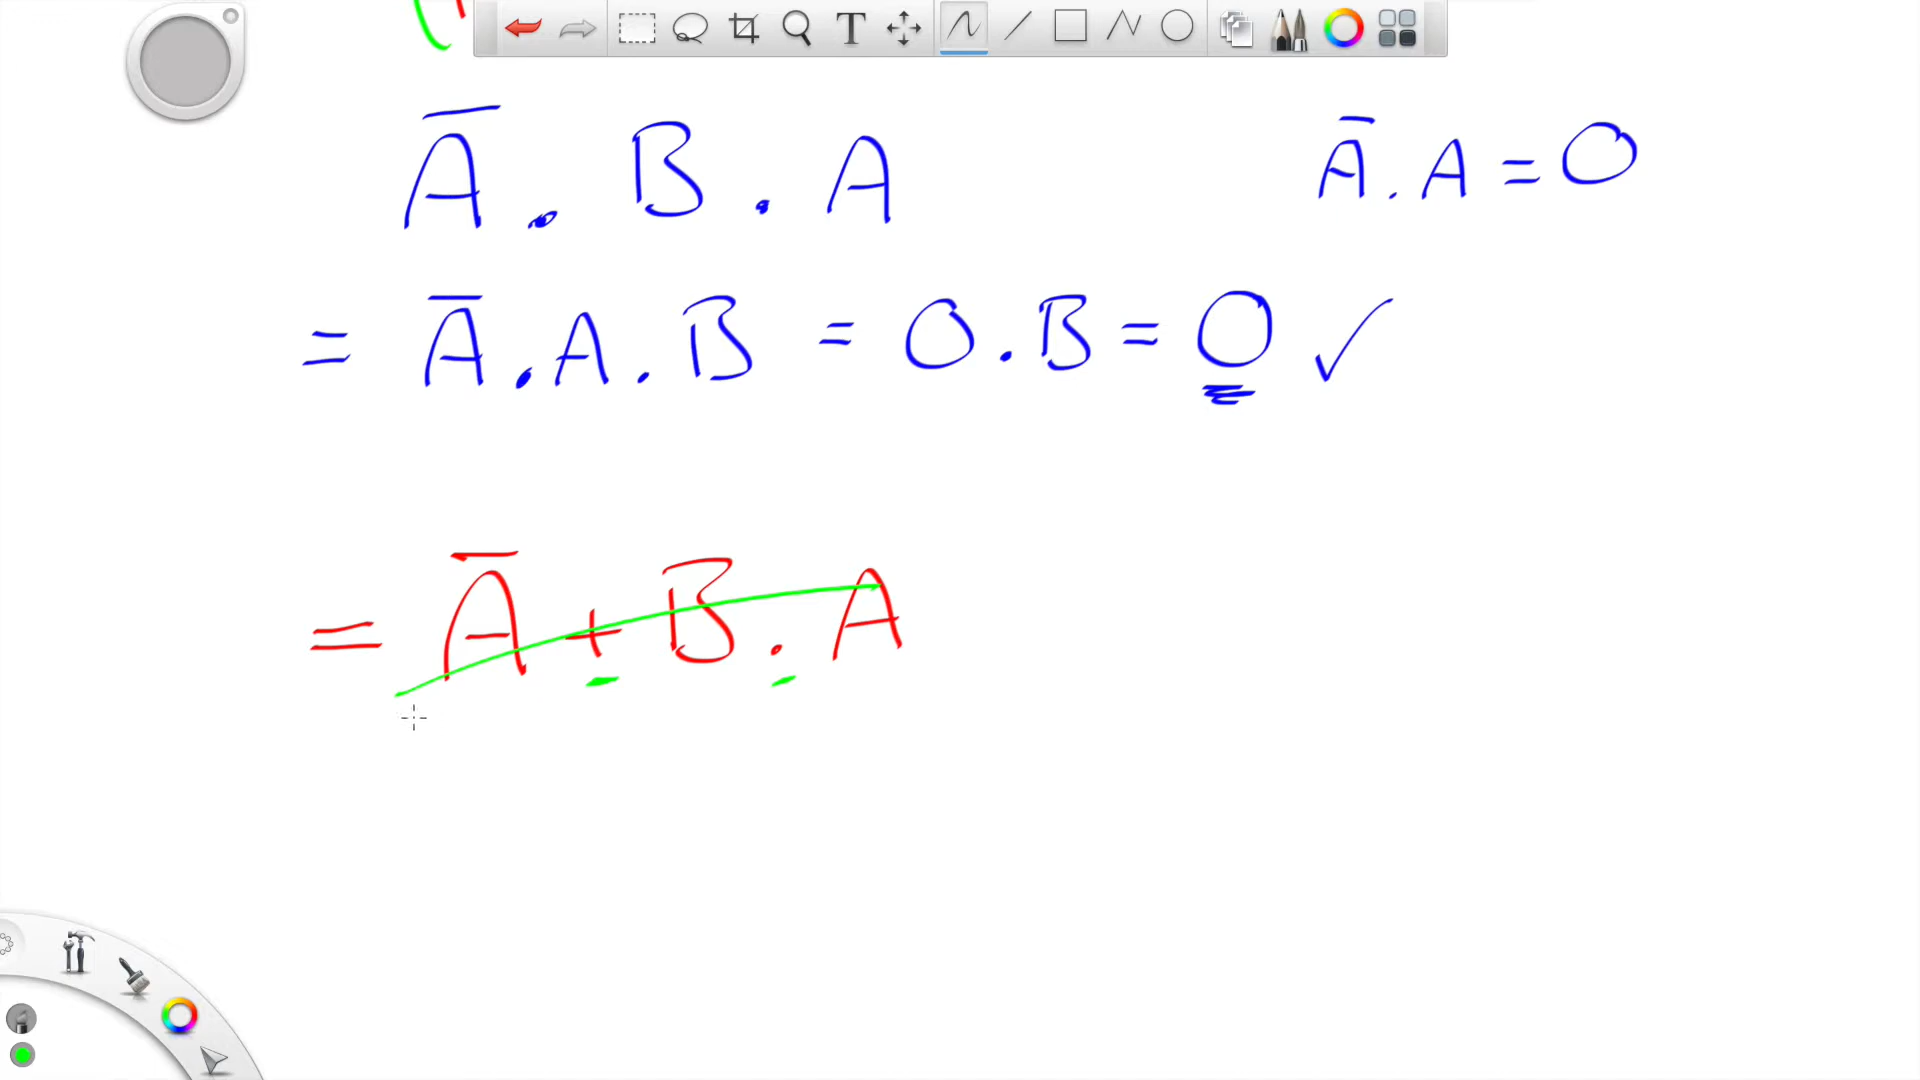 A̅ . B . A
A̅ . A = 0
= A̅ . A . B = 0 . B = 0 ✓
= A̅ + B . A